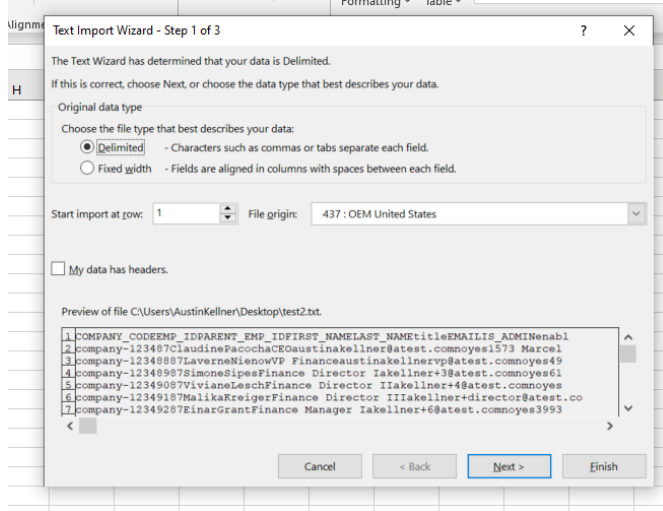 Formatting Table
Alignme
Text Import Wizard - Step 1 of 3 ? ×
The Text Wizard has determined that your data is Delimited.
If this is correct, choose Next, or choose the data type that best describes your data.
H
Original data type
Choose the file type that best describes your data:
Delimited - Characters such as commas or tabs separate each field.
Fixed width - Fields are aligned in columns with spaces between each field.
Start import at row: 1 File origin: 437 : OEM United States
My data has headers.
Preview of file C:\Users\AustinKellner\Desktop\test2.txt.
1 COMPANY_CODEEMP_IDPARENT_EMP_IDFIRST_NAMELAST_NAMEtitleEMAILIS_ADMINenabl
2 company-123487ClaudinePacochaCEOaustinakellner@atest.comnoyes1573 Marcel
3 company-12348887LaverneNienowVP Financeaustinakellnervp@atest.comnoyes49
4 company-12348987SimoneSipesFinance Director Iakellner+3@atest.comnoyes61
5 company-12349087VivianeLeschFinance Director IIakellner+4@atest.comnoyes
6 company-12349187MalikaKreigerFinance Director IIIakellner+director@atest.co
7 company-12349287EinarGrantFinance Manager Iakellner+6@atest.comnoyes3993
Cancel < Back Next > Finish